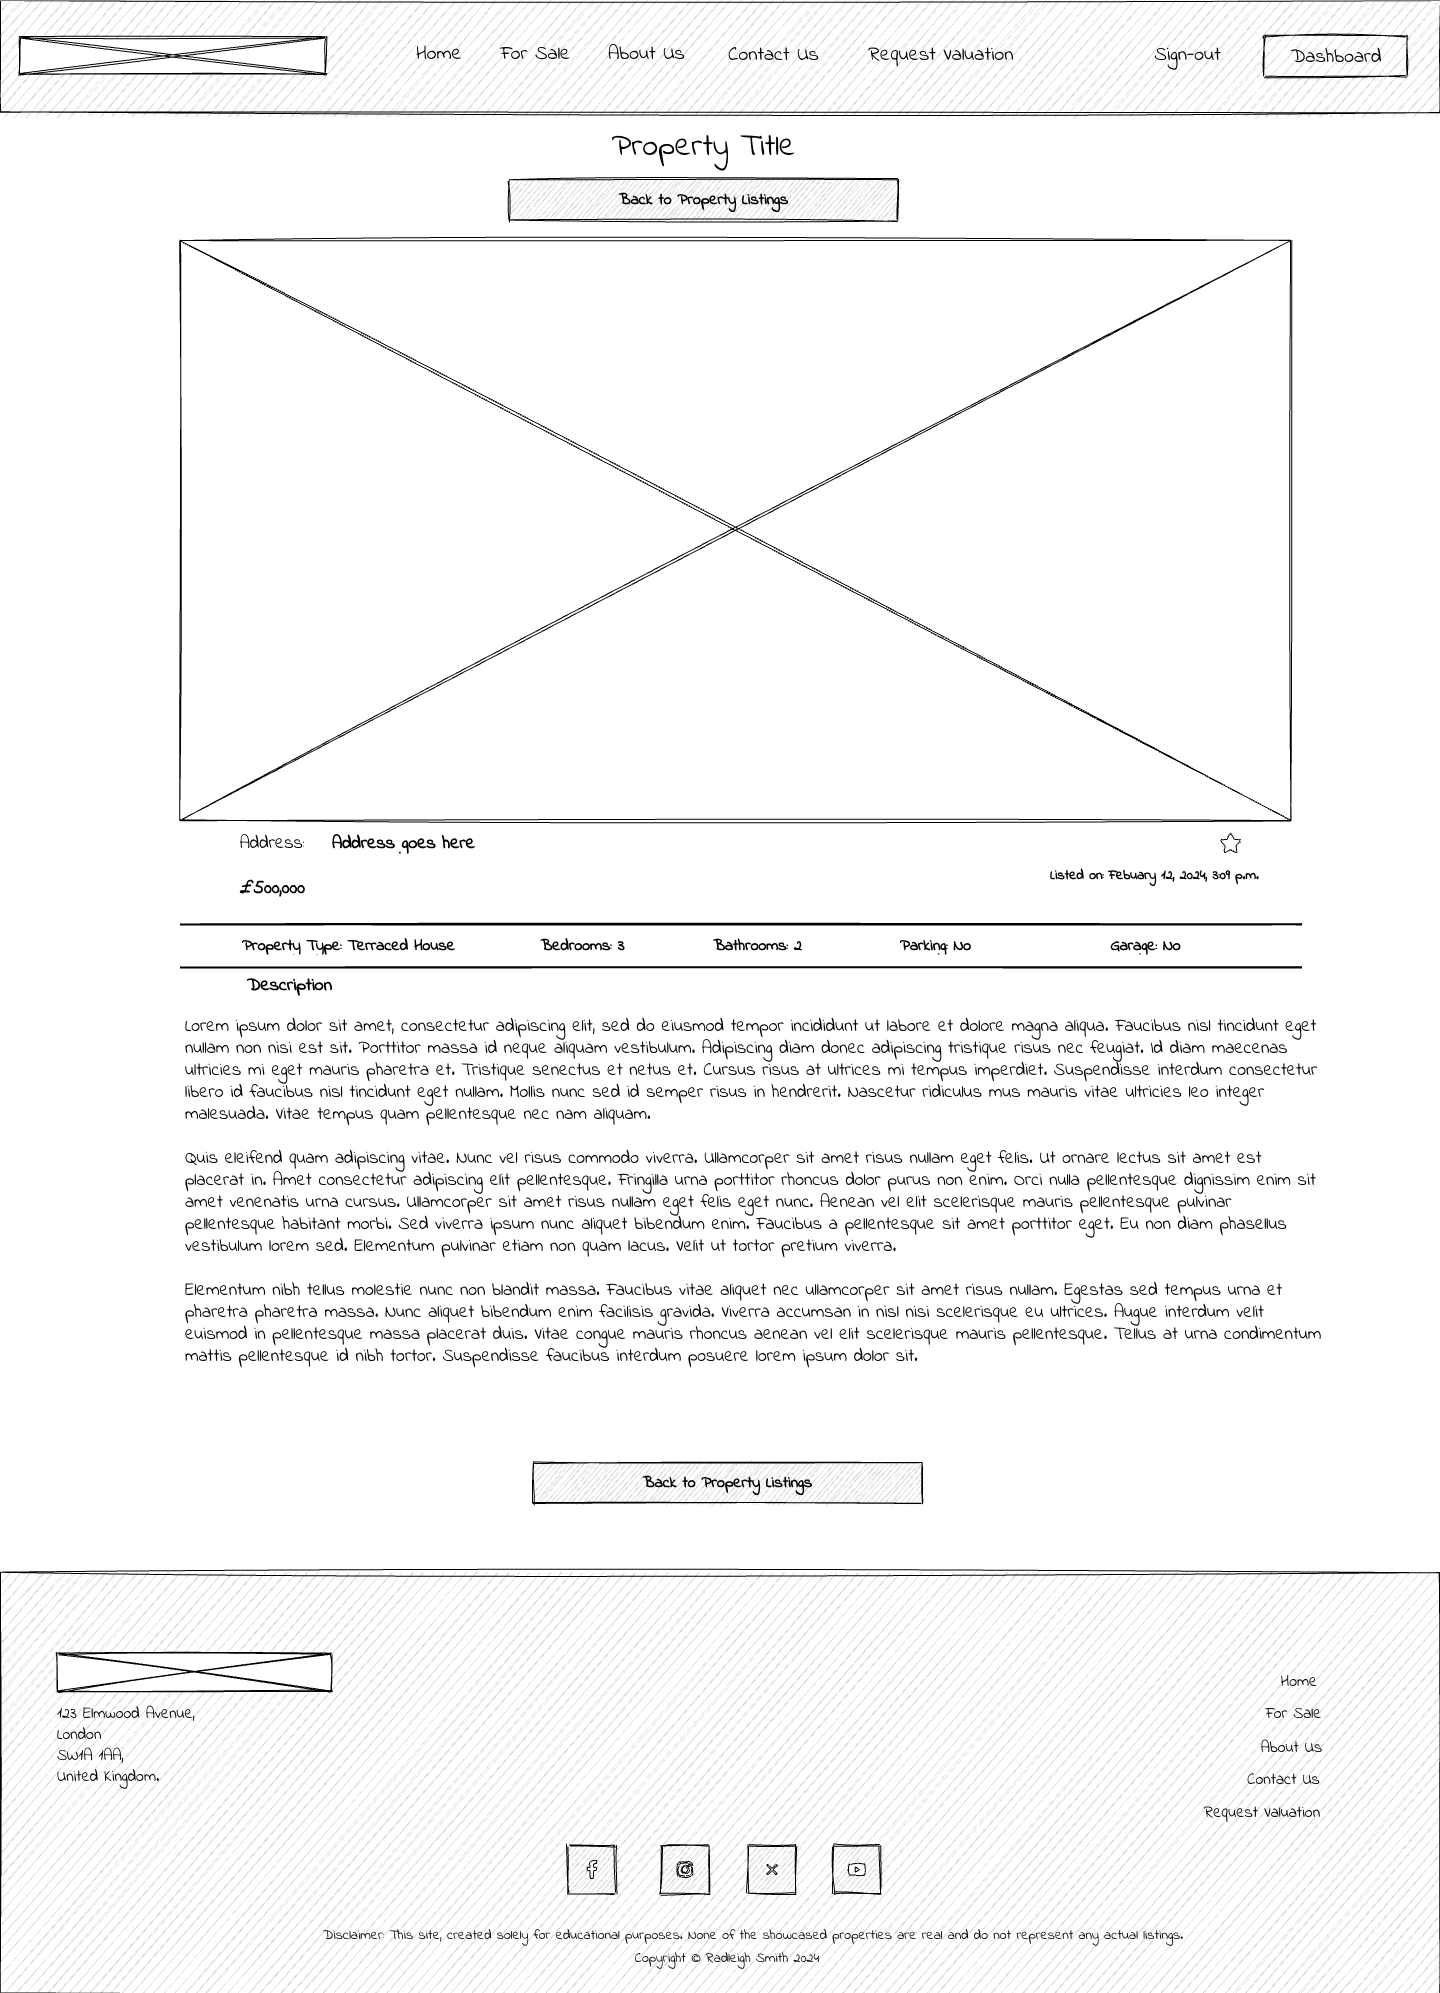 Home For Sale About Us Contact Us Request Valuation Sign-out Dashboard
Property Title
Back to Property Listings
Address: Address goes here
£500,000
Listed on: Febuary 12, 2024, 3:09 p.m.
Property Type: Terraced House Bedrooms: 3 Bathrooms: 2 Parking: No Garage: No
Description
Lorem ipsum dolor sit amet, consectetur adipiscing elit, sed do eiusmod tempor incididunt ut labore et dolore magna aliqua. Faucibus nisl tincidunt eget
nullam non nisi est sit. Porttitor massa id neque aliquam vestibulum. Adipiscing diam donec adipiscing tristique risus nec feugiat. Id diam maecenas
ultricies mi eget mauris pharetra et. Tristique senectus et netus et. Cursus risus at ultrices mi tempus imperdiet. Suspendisse interdum consectetur
libero id faucibus nisl tincidunt eget nullam. Mollis nunc sed id semper risus in hendrerit. Nascetur ridiculus mus mauris vitae ultricies leo integer
malesuada. Vitae tempus quam pellentesque nec nam aliquam.
Quis eleifend quam adipiscing vitae. Nunc vel risus commodo viverra. Ullamcorper sit amet risus nullam eget felis. Ut ornare lectus sit amet est
placerat in. Amet consectetur adipiscing elit pellentesque. Fringilla urna porttitor rhoncus dolor purus non enim. Orci nulla pellentesque dignissim enim sit
amet venenatis urna cursus. Ullamcorper sit amet risus nullam eget felis eget nunc. Aenean vel elit scelerisque mauris pellentesque pulvinar
pellentesque habitant morbi. Sed viverra ipsum nunc aliquet bibendum enim. Faucibus a pellentesque sit amet porttitor eget. Eu non diam phasellus
vestibulum lorem sed. Elementum pulvinar etiam non quam lacus. Velit ut tortor pretium viverra.
Elementum nibh tellus molestie nunc non blandit massa. Faucibus vitae aliquet nec ullamcorper sit amet risus nullam. Egestas sed tempus urna et
pharetra pharetra massa. Nunc aliquet bibendum enim facilisis gravida. Viverra accumsan in nisl nisi scelerisque eu ultrices. Augue interdum velit
euismod in pellentesque massa placerat duis. Vitae congue mauris rhoncus aenean vel elit scelerisque mauris pellentesque. Tellus at urna condimentum
mattis pellentesque id nibh tortor. Suspendisse faucibus interdum posuere lorem ipsum dolor sit.
Back to Property Listings
123 Elmwood Avenue,
London
SW1A 1AA,
United Kingdom.
Home
For Sale
About Us
Contact Us
Request Valuation
Disclaimer: This site, created solely for educational purposes. None of the showcased properties are real and do not represent any actual listings.
Copyright © Radleigh Smith 2024